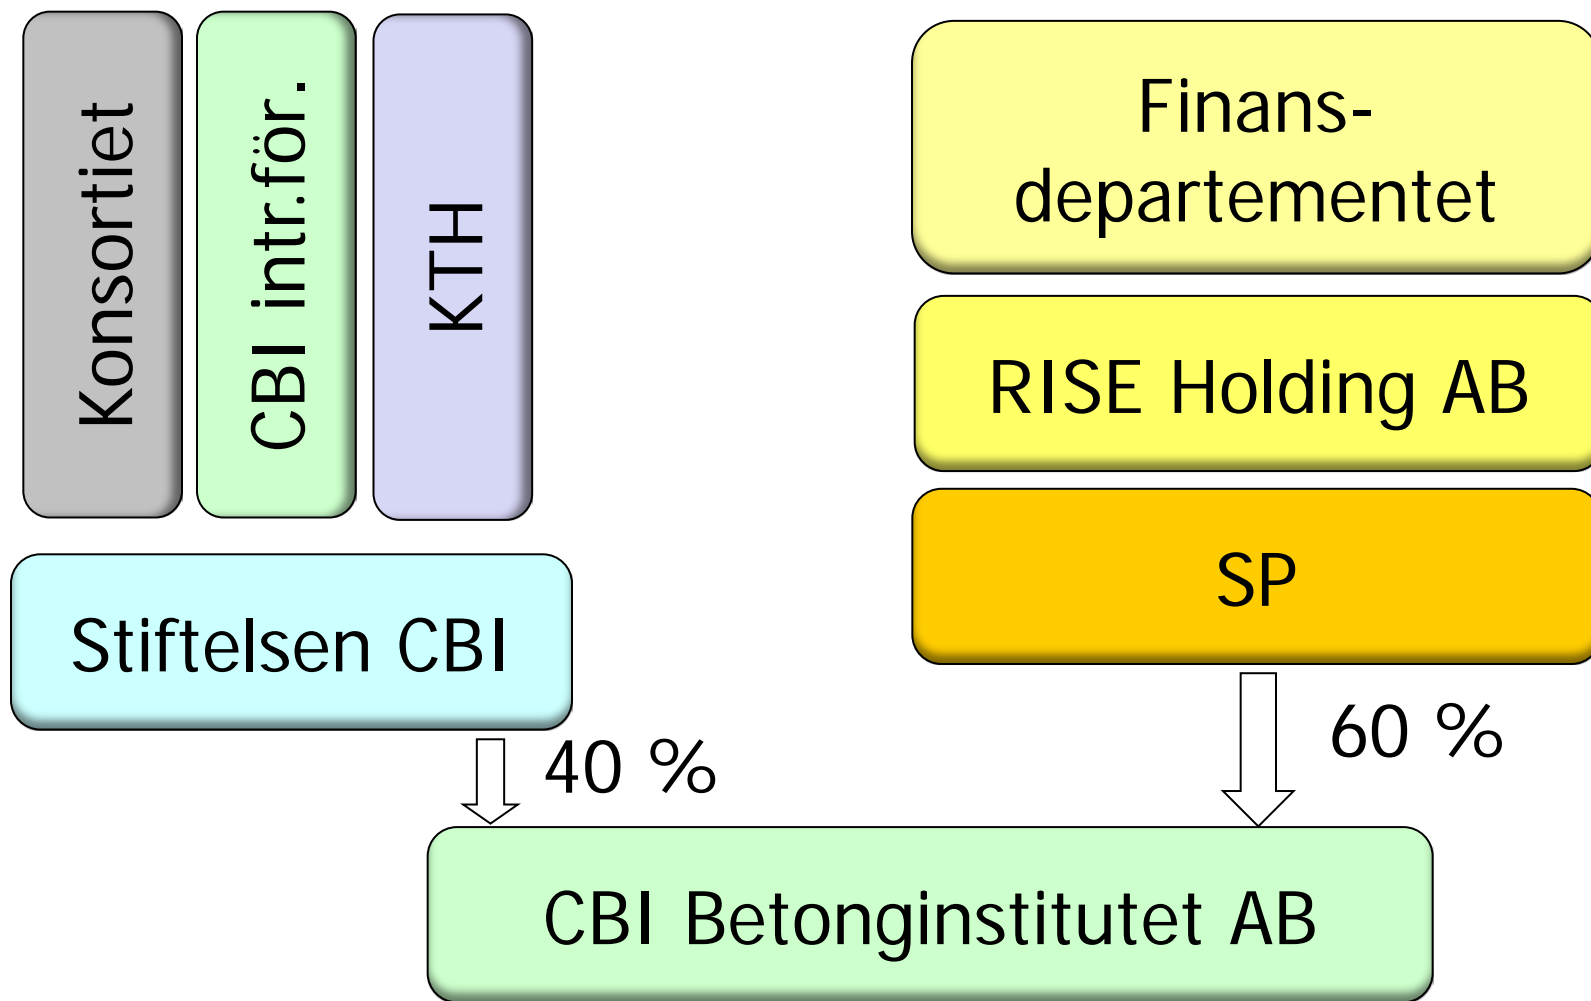 Konsortiet
CBI intr.för.
KTH
Stiftelsen CBI
40 %
Finans-
departementet
RISE Holding AB
SP
60 %
CBI Betonginstitutet AB